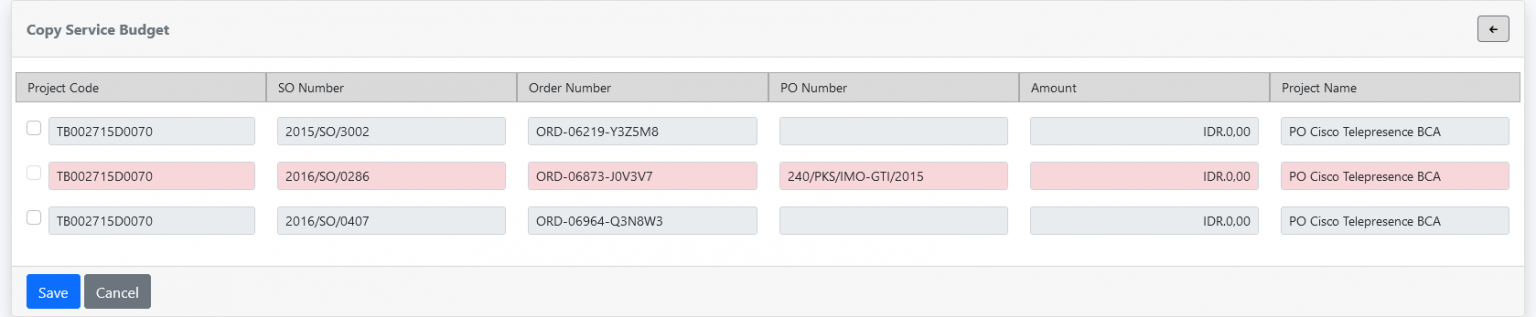 Copy Service Budget
Project Code SO Number Order Number PO Number Amount Project Name
TB002715D0070 2015/SO/3002 ORD-06219-Y3Z5M8 IDR.0,00 PO Cisco Telepresence BCA
TB002715D0070 2016/SO/0286 ORD-06873-J0V3V7 240/PKS/IMO-GTI/2015 IDR.0,00 PO Cisco Telepresence BCA
TB002715D0070 2016/SO/0407 ORD-06964-Q3N8W3 IDR.0,00 PO Cisco Telepresence BCA
Save Cancel